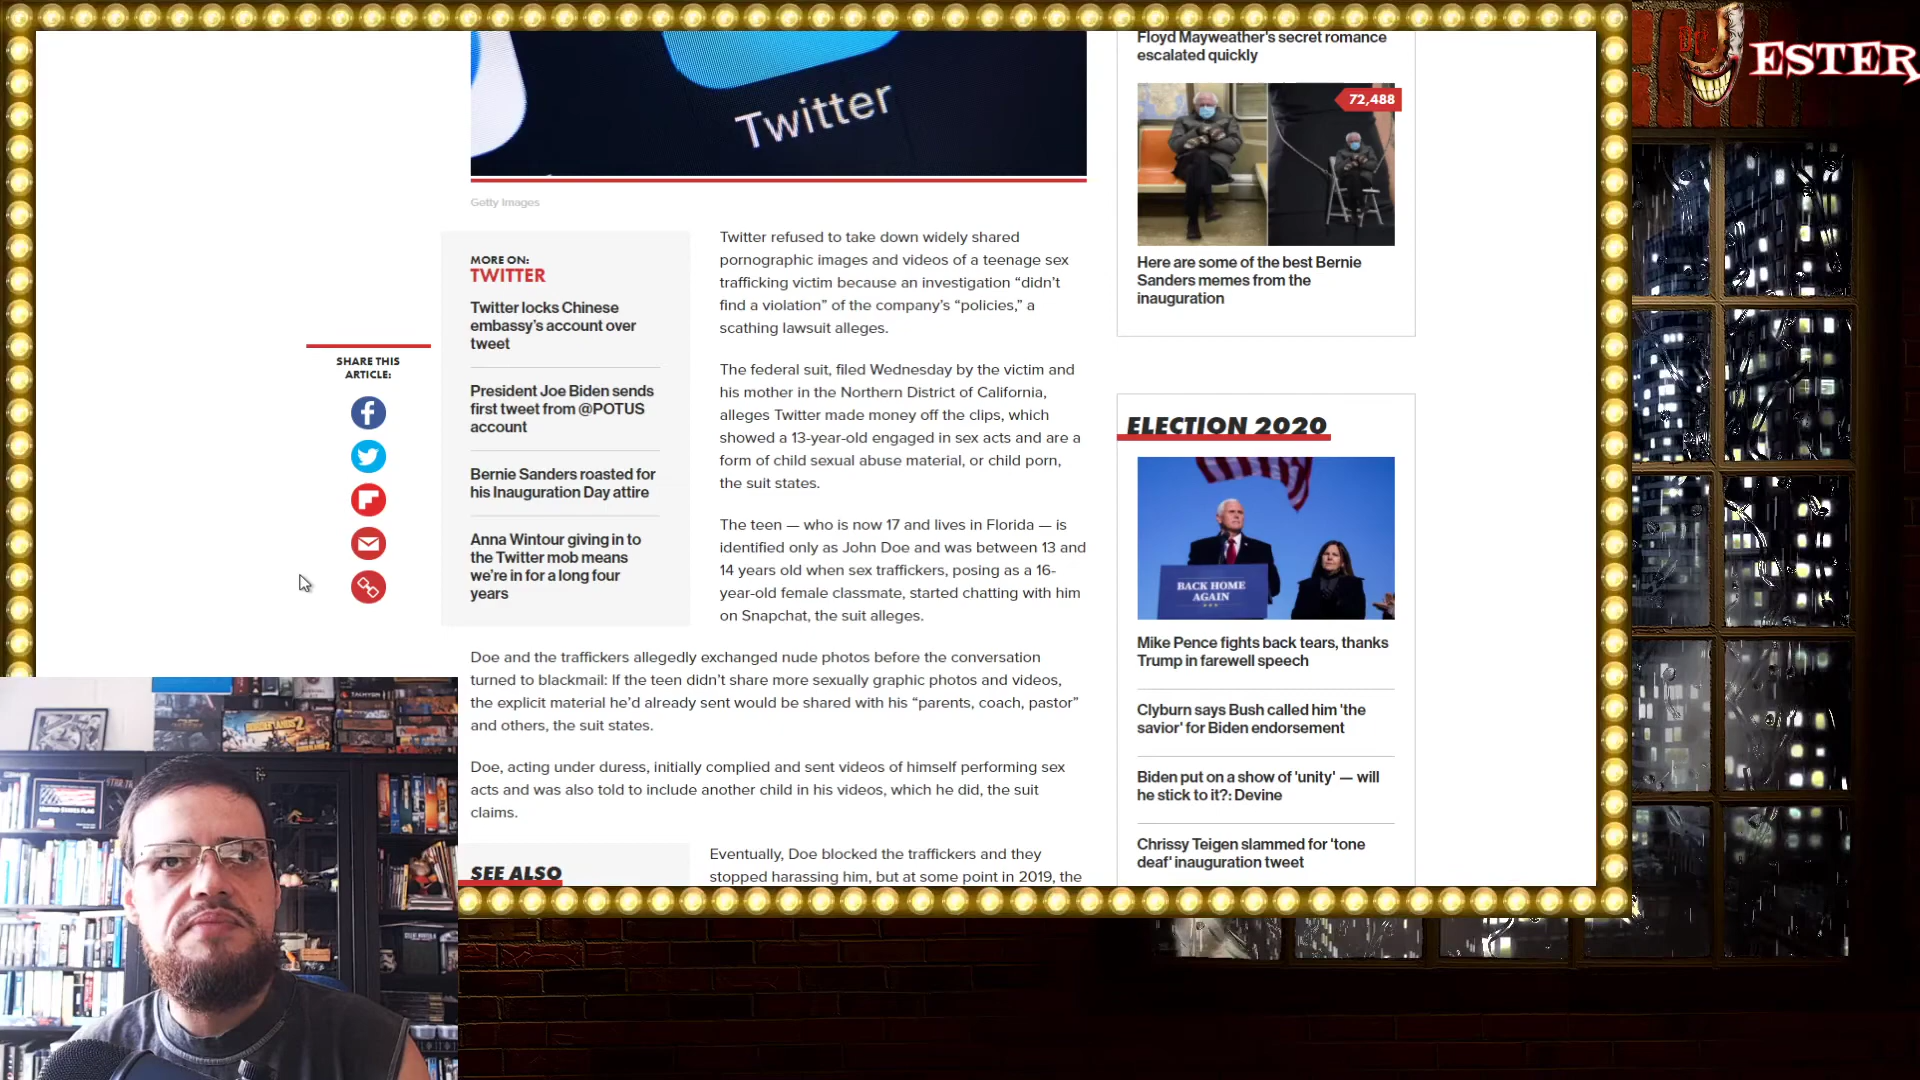 ESTER
Floyd Mayweather's secret romance
escalated quickly
72,488
Twitter
Getty Images
Here are some of the best Bernie
Sanders memes from the
inauguration
SHARE THIS
ARTICLE:
MORE ON:
TWITTER
Twitter locks Chinese
embassy's account over
tweet
President Joe Biden sends
first tweet from @POTUS
account
Bernie Sanders roasted for
his Inauguration Day attire
Anna Wintour giving in to
the Twitter mob means
we're in for a long four
years
Twitter refused to take down widely shared
pornographic images and videos of a teenage sex
trafficking victim because an investigation “didn't
find a violation” of the company's “policies,” a
scathing lawsuit alleges.
The federal suit, filed Wednesday by the victim and
his mother in the Northern District of California,
alleges Twitter made money off the clips, which
showed a 13-year-old engaged in sex acts and are a
form of child sexual abuse material, or child porn,
the suit states.
The teen — who is now 17 and lives in Florida — is
identified only as John Doe and was between 13 and
14 years old when sex traffickers, posing as a 16-
year-old female classmate, started chatting with him
on Snapchat, the suit alleges.
Doe and the traffickers allegedly exchanged nude photos before the conversation
turned to blackmail: If the teen didn't share more sexually graphic photos and videos,
the explicit material he'd already sent would be shared with his “parents, coach, pastor”
and others, the suit states.
Doe, acting under duress, initially complied and sent videos of himself performing sex
acts and was also told to include another child in his videos, which he did, the suit
claims.
SEE ALSO
Eventually, Doe blocked the traffickers and they
stopped harassing him, but at some point in 2019, the
ELECTION 2020
BACK HOME
AGAIN
Mike Pence fights back tears, thanks
Trump in farewell speech
Clyburn says Bush called him 'the
savior' for Biden endorsement
Biden put on a show of 'unity' — will
he stick to it?: Devine
Chrissy Teigen slammed for 'tone
deaf' inauguration tweet
BORDERLANDS 2